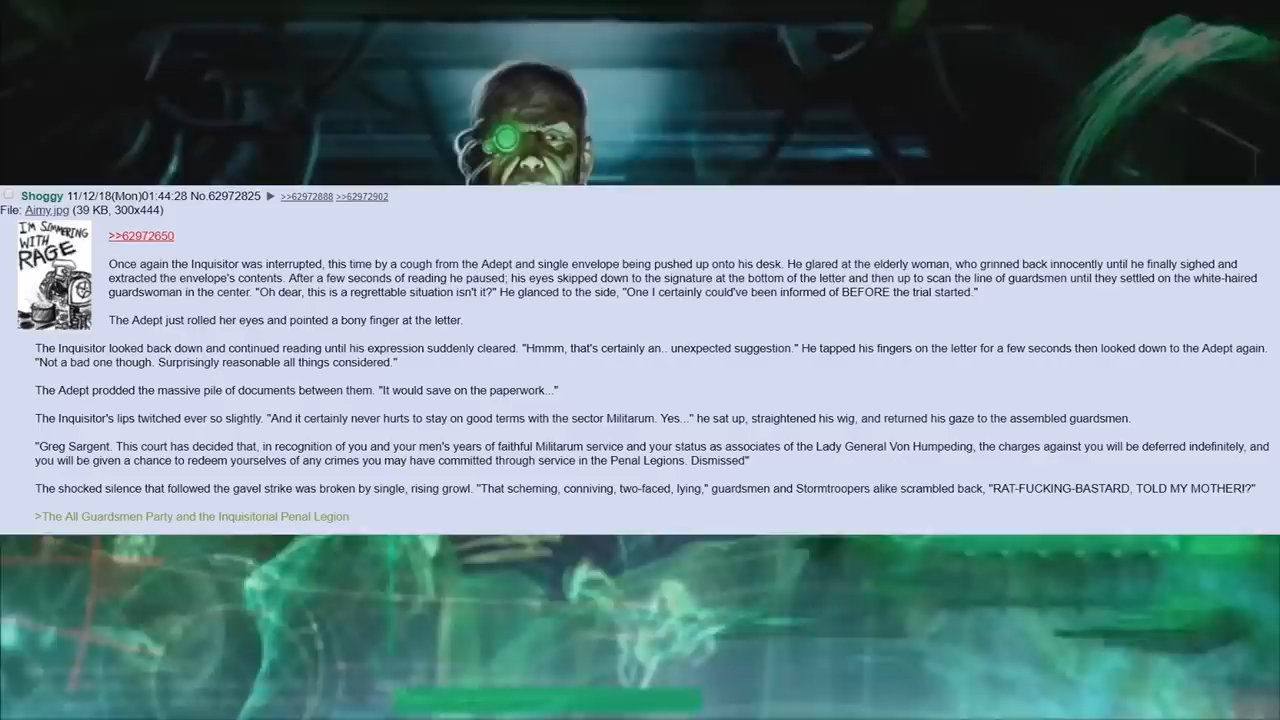 Shoggy 11/12/18(Mon)01:44:28 No.62972825 ▶ >>62972888 >>62972902
File: Aimy.jpg (39 KB, 300x444)
I'M SIMMERING
WITH
RAGE
>>62972650
Once again the Inquisitor was interrupted, this time by a cough from the Adept and single envelope being pushed up onto his desk. He glared at the elderly woman, who grinned back innocently until he finally sighed and
extracted the envelope's contents. After a few seconds of reading he paused; his eyes skipped down to the signature at the bottom of the letter and then up to scan the line of guardsmen until they settled on the white-haired
guardswoman in the center. "Oh dear, this is a regrettable situation isn't it?" He glanced to the side, "One I certainly could've been informed of BEFORE the trial started."
The Adept just rolled her eyes and pointed a bony finger at the letter.
The Inquisitor looked back down and continued reading until his expression suddenly cleared. "Hmmm, that's certainly an.. unexpected suggestion." He tapped his fingers on the letter for a few seconds then looked down to the Adept again.
"Not a bad one though. Surprisingly reasonable all things considered."
The Adept prodded the massive pile of documents between them. "It would save on the paperwork..."
The Inquisitor's lips twitched ever so slightly. "And it certainly never hurts to stay on good terms with the sector Militarum. Yes..." he sat up, straightened his wig, and returned his gaze to the assembled guardsmen.
"Greg Sargent. This court has decided that, in recognition of you and your men's years of faithful Militarum service and your status as associates of the Lady General Von Humpeding, the charges against you will be deferred indefinitely, and
you will be given a chance to redeem yourselves of any crimes you may have committed through service in the Penal Legions. Dismissed"
The shocked silence that followed the gavel strike was broken by single, rising growl. "That scheming, conniving, two-faced, lying," guardsmen and Stormtroopers alike scrambled back, "RAT-FUCKING-BASTARD, TOLD MY MOTHER!?"
>The All Guardsmen Party and the Inquisitorial Penal Legion